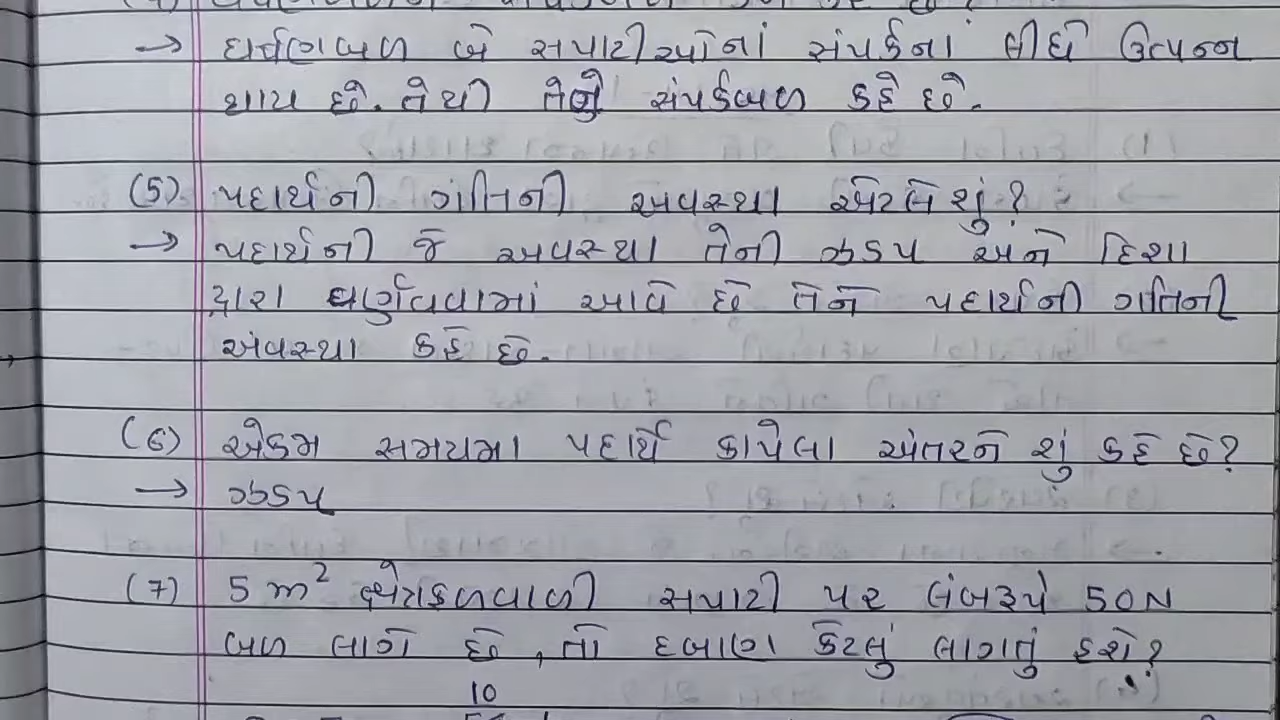 → ઘર્ષણબળ બે સપાટીઓનાં સંપર્કનાં લીધે ઉત્પન્ન
થાય છે. તેથી તેને સંપર્કબળ કહે છે.
(5) પદાર્થની ગતિની અવસ્થા એટલે શું?
→ પદાર્થની જે અવસ્થા તેની ઝડપ અને દિશા
દ્વારા વર્ણવવામાં આવે છે તેને પદાર્થની ગતિની
અવસ્થા કહે છે.
(6) એકમ સમયમા પદાર્થે કાપેલા અંતરને શું કહે છે?
→ ઝડપ
(7) 5 m² ક્ષેત્રફળવાળી સપાટી પર લંબરૂપે 50N
બળ લાગે છે, તો દબાણ કેટલું લાગતું હશે?
10